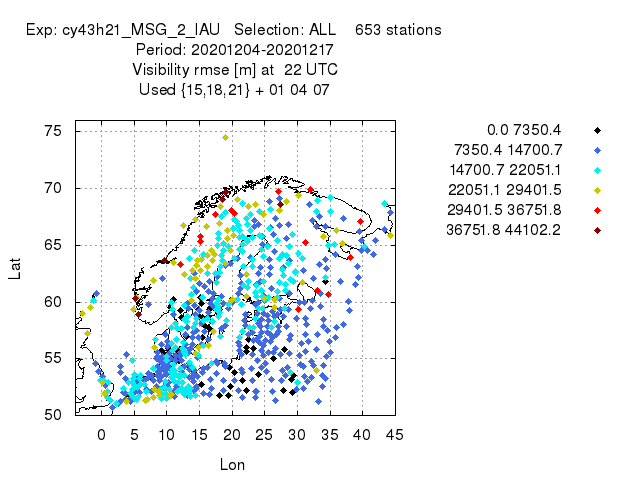 Exp: cy43h21_MSG_2_IAU Selection: ALL 653 stations
Period: 20201204-20201217
Visibility rmse [m] at 22 UTC
Used {15,18,21} + 01 04 07
0.0 7350.4
7350.4 14700.7
14700.7 22051.1
22051.1 29401.5
29401.5 36751.8
36751.8 44102.2
75
70
65
60
55
50
Lat
0 5 10 15 20 25 30 35 40 45
Lon